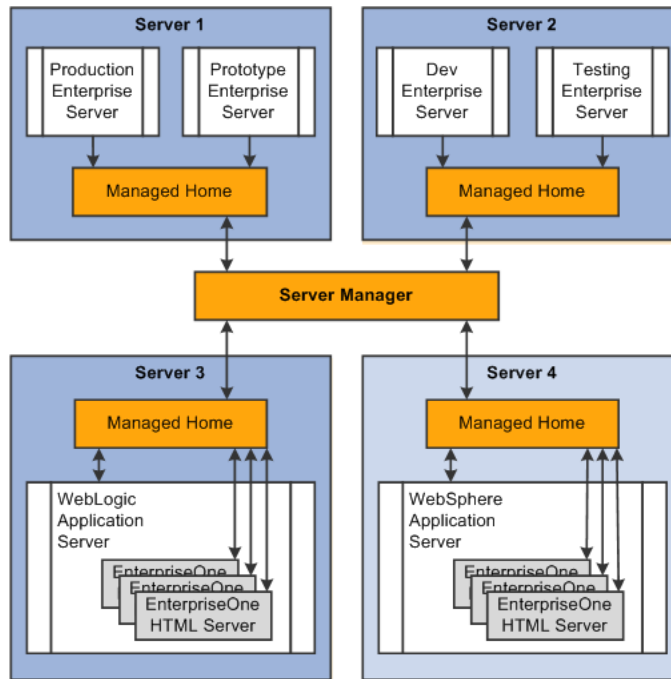 Server 1
Production
Enterprise
Server
Prototype
Enterprise
Server
Managed Home
Server 2
Dev
Enterprise
Server
Testing
Enterprise
Server
Managed Home
Server Manager
Server 3
Managed Home
WebLogic
Application
Server
EnterpriseOne
EnterpriseOne
EnterpriseOne
HTML Server
Server 4
Managed Home
WebSphere
Application
Server
EnterpriseOne
EnterpriseOne
EnterpriseOne
HTML Server